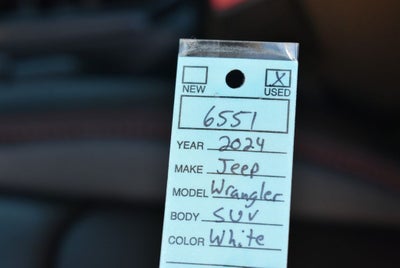 X
NEW USED
6551
YEAR 2024
MAKE Jeep
MODEL Wrangler
BODY SUV
COLOR White